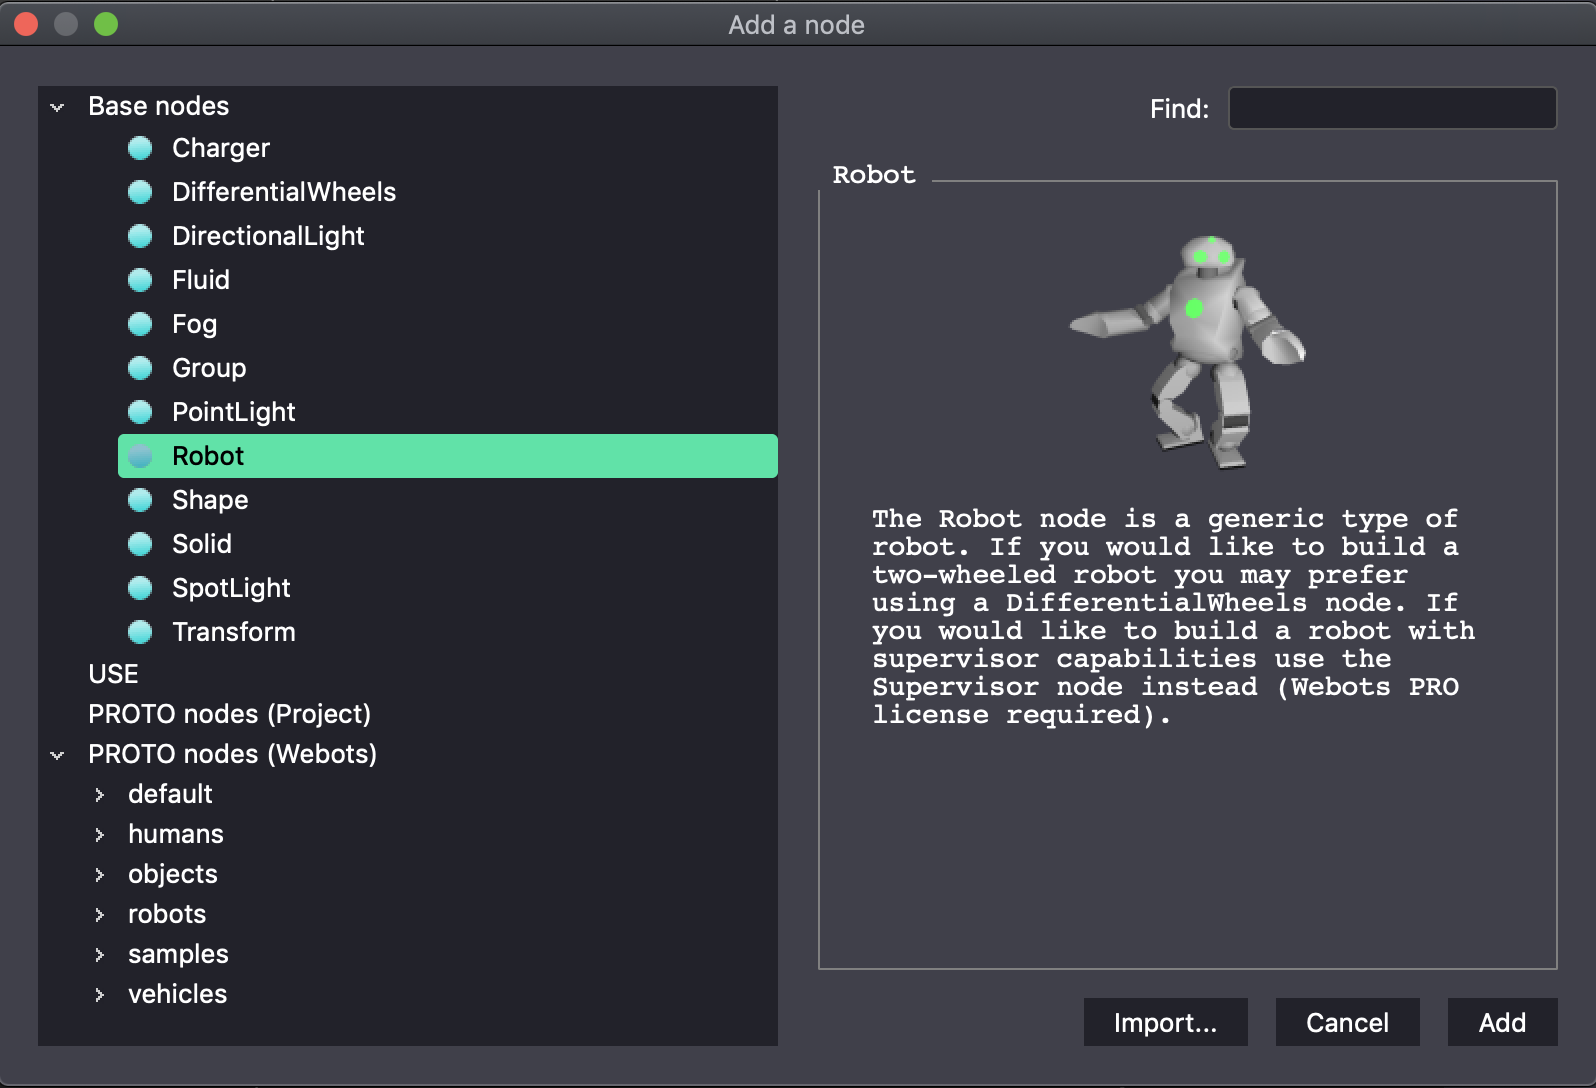 Add a node
Base nodes
Charger
DifferentialWheels
DirectionalLight
Fluid
Fog
Group
PointLight
Robot
Shape
Solid
SpotLight
Transform
USE
PROTO nodes (Project)
PROTO nodes (Webots)
default
humans
objects
robots
samples
vehicles
Find:
Robot
The Robot node is a generic type of
robot. If you would like to build a
two-wheeled robot you may prefer
using a DifferentialWheels node. If
you would like to build a robot with
supervisor capabilities use the
Supervisor node instead (Webots PRO
license required).
Import...
Cancel
Add